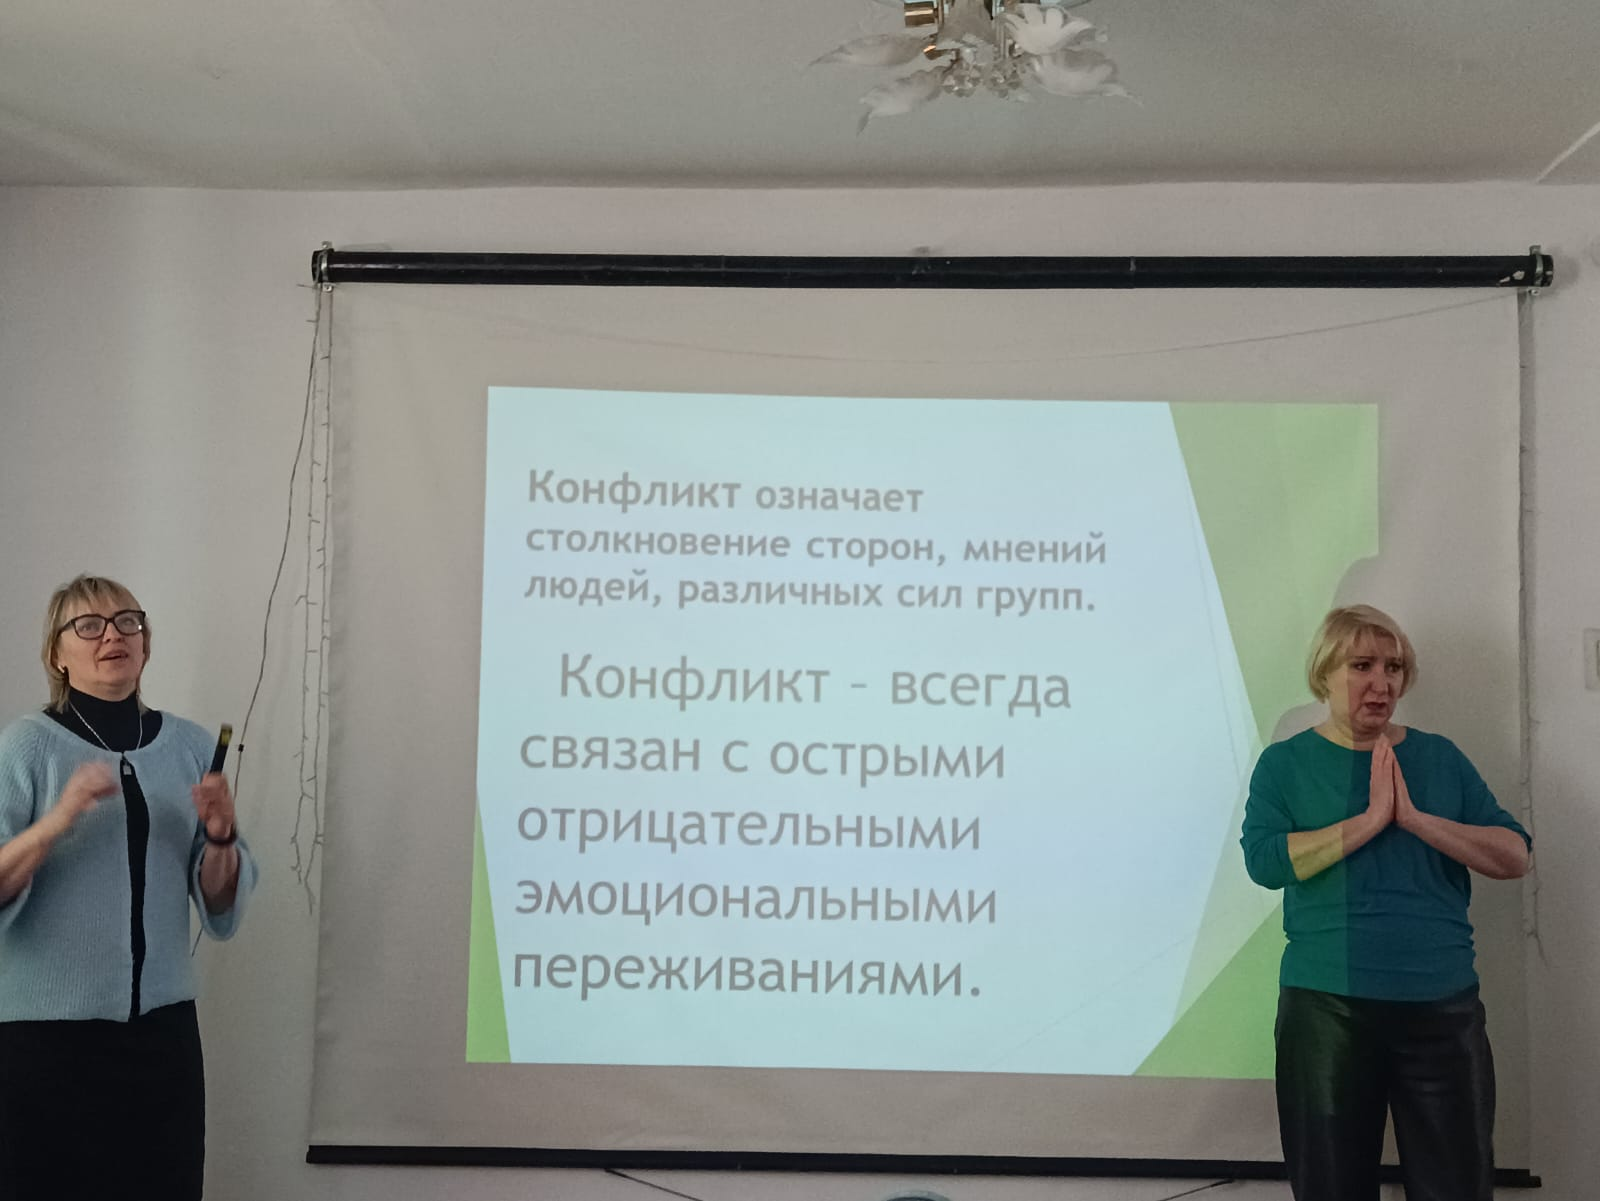 Конфликт означает
столкновение сторон, мнений
людей, различных сил групп.
Конфликт – всегда
связан с острыми
отрицательными
эмоциональными
переживаниями.